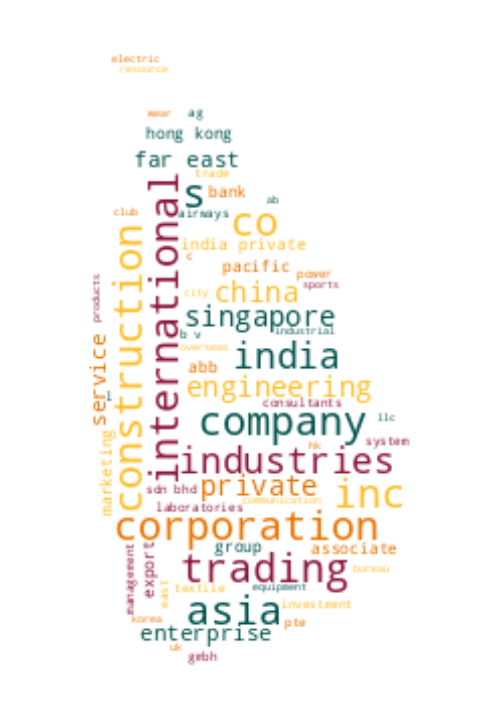 electric
resource
wear ag
hong kong
far east
trade
international
s
bank
ab
club
airways
co
construction
india private
c
pacific
power
products
sports
city
china
singapore
b v
industrial
service
overseas
india
abb
engineering
consultants
company
llc
marketing
hk
system
industries
sdn bhd
private
inc
communication
laboratories
corporation
group
associate
management
export
trading
bureau
east
textile
equipment
asia
investment
korea
pte
enterprise
uk
gmbh